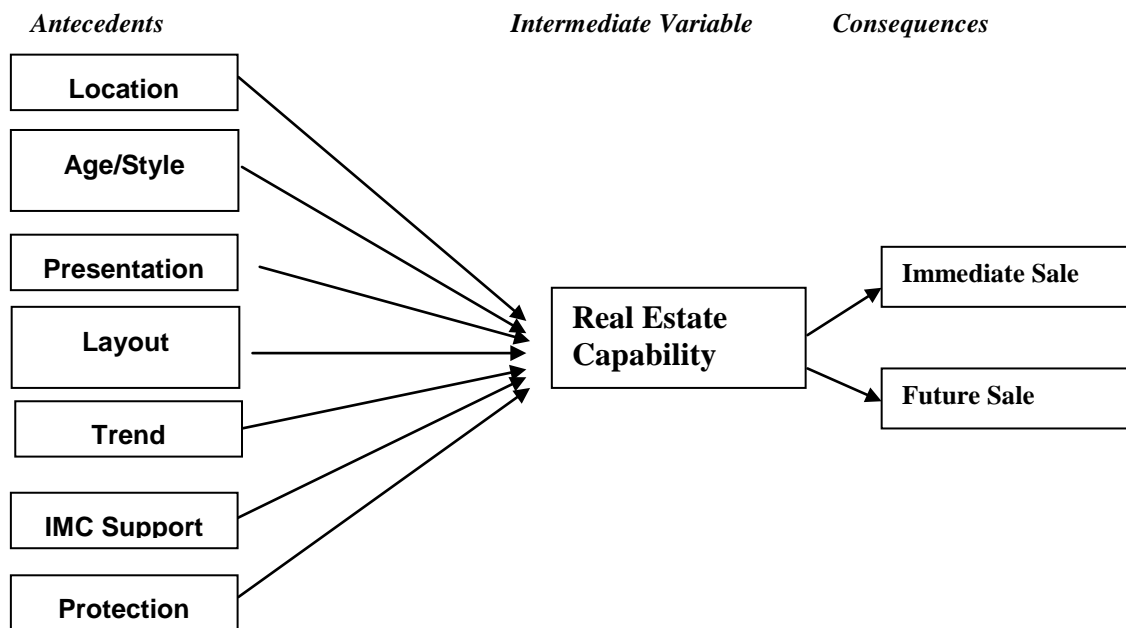 Antecedents Intermediate Variable Consequences
Location
Age/Style
Presentation
Layout
Trend
IMC Support
Protection
Real Estate
Capability
Immediate Sale
Future Sale